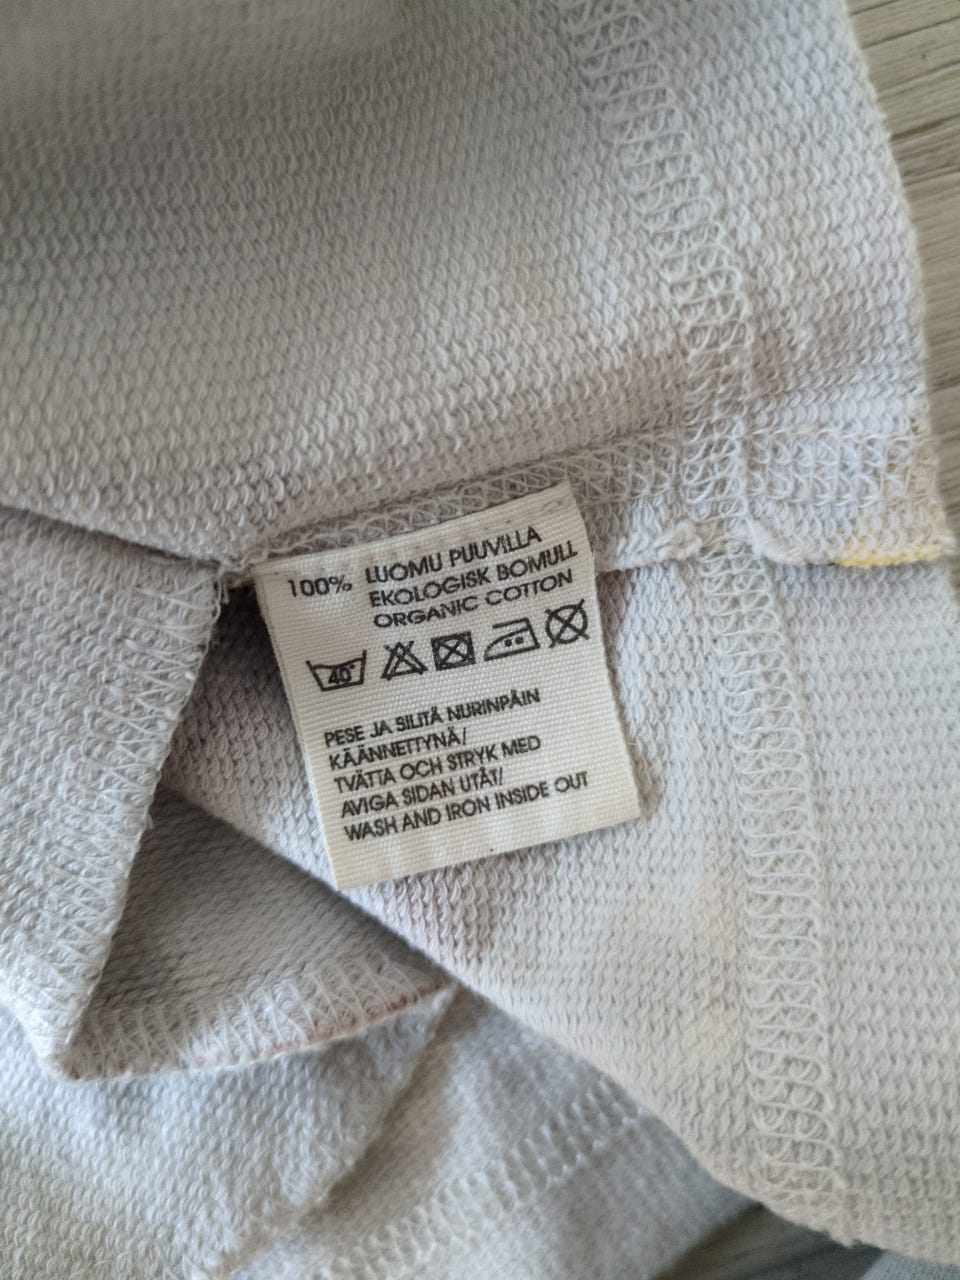 100% LUOMU PUUVILLA
EKOLOGISK BOMULL
ORGANIC COTTON
40°
PESE JA SILITÄ NURINPÄIN
KÄÄNNETTYNÄ/
TVÄTTA OCH STRYK MED
AVIGA SIDAN UTÅT/
WASH AND IRON INSIDE OUT